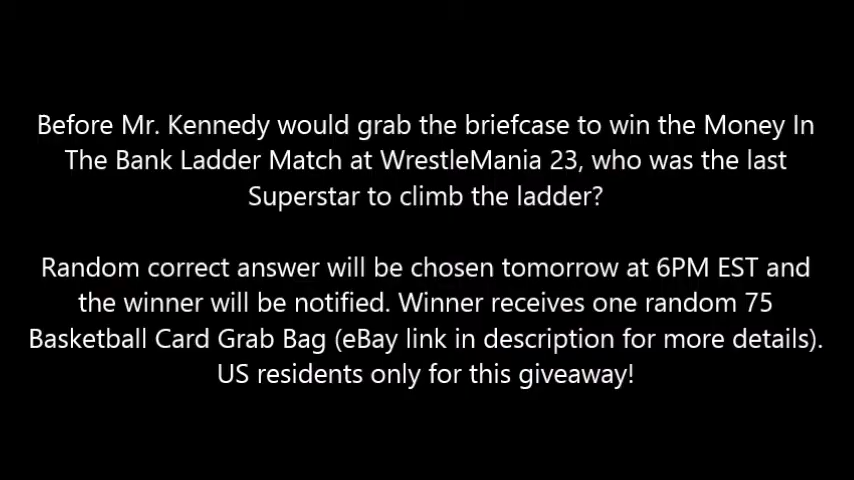 Before Mr. Kennedy would grab the briefcase to win the Money In
The Bank Ladder Match at WrestleMania 23, who was the last
Superstar to climb the ladder?
Random correct answer will be chosen tomorrow at 6PM EST and
the winner will be notified. Winner receives one random 75
Basketball Card Grab Bag (eBay link in description for more details).
US residents only for this giveaway!